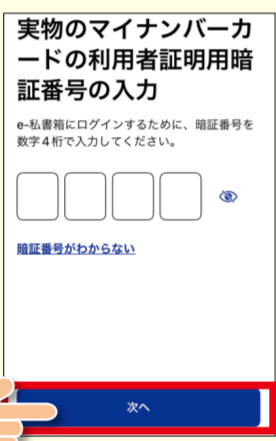 実物のマイナンバーカ
ードの利用者証明用暗
証番号の入力
e-私書箱にログインするために、暗証番号を
数字4桁で入力してください。
暗証番号がわからない
次へ